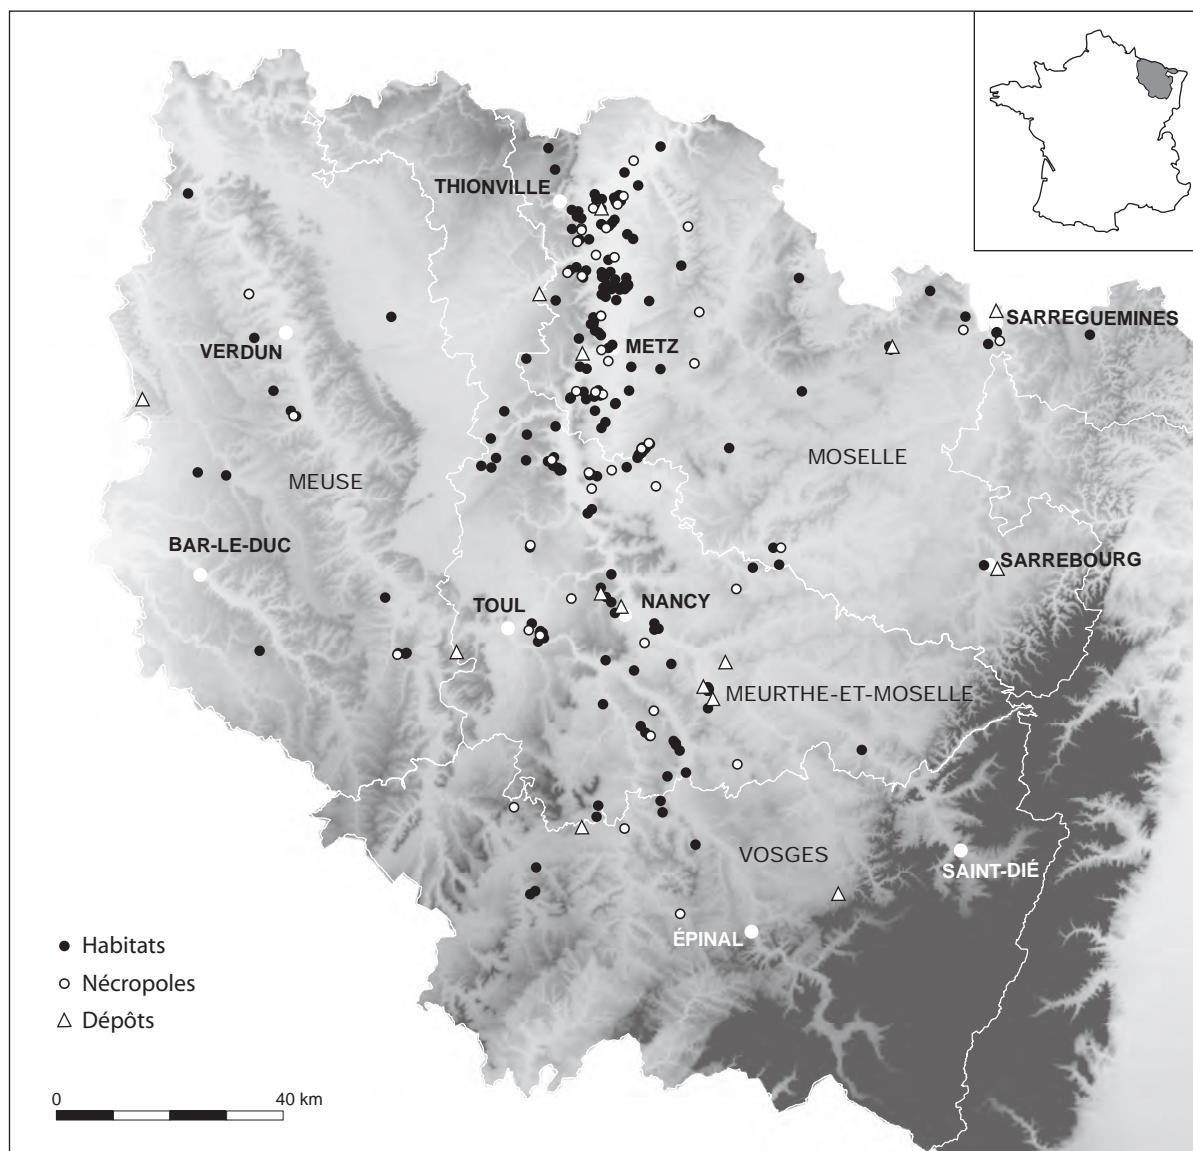 THIONVILLE
SARREGUEMINES
VERDUN
METZ
MOSELLE
MEUSE
BAR-LE-DUC
SARREBOURG
TOUL
NANCY
MEURTHE-ET-MOSELLE
VOSGES
SAINT-DIÉ
ÉPINAL
Habitats
Nécropoles
Dépôts
0
40 km